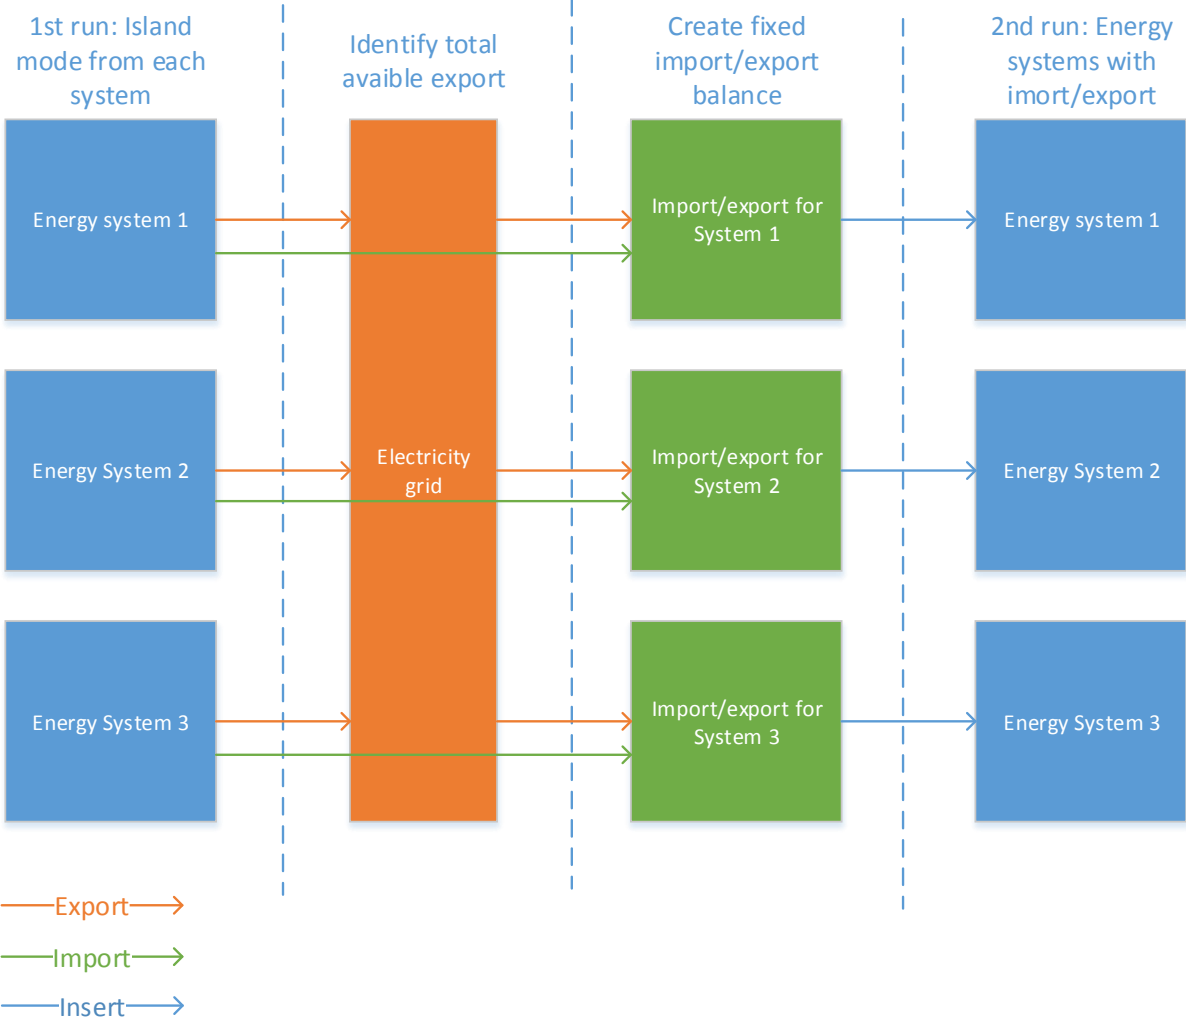 1st run: Island
mode from each
system
Identify total
avaible export
Create fixed
import/export
balance
2nd run: Energy
systems with
imort/export
Energy system 1
Import/export for
System 1
Energy system 1
Energy System 2
Electricity
grid
Import/export for
System 2
Energy System 2
Energy System 3
Import/export for
System 3
Energy System 3
Export
Import
Insert